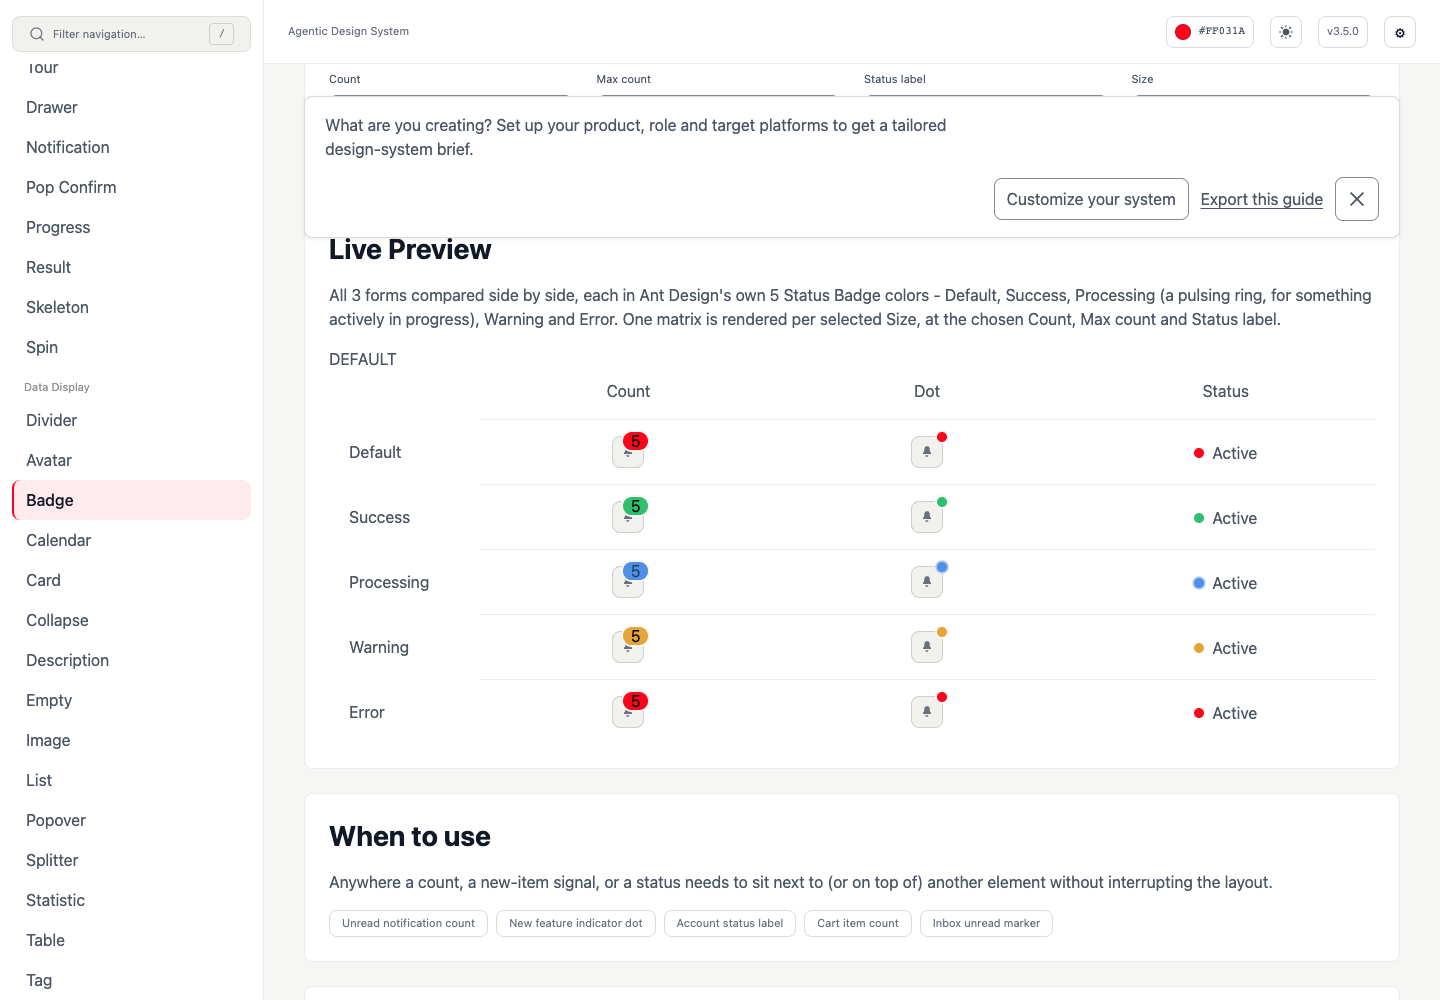 Filter navigation...
/
Tour
Drawer
Notification
Pop Confirm
Progress
Result
Skeleton
Spin
Data Display
Divider
Avatar
Badge
Calendar
Card
Collapse
Description
Empty
Image
List
Popover
Splitter
Statistic
Table
Tag
Agentic Design System
#FF031A
v3.5.0
Count
Max count
Status label
Size
What are you creating? Set up your product, role and target platforms to get a tailored
design-system brief.
Customize your system
Export this guide
Live Preview
All 3 forms compared side by side, each in Ant Design's own 5 Status Badge colors - Default, Success, Processing (a pulsing ring, for something
actively in progress), Warning and Error. One matrix is rendered per selected Size, at the chosen Count, Max count and Status label.
DEFAULT
Count Dot Status
Default 5 Active
Success 5 Active
Processing 5 Active
Warning 5 Active
Error 5 Active
When to use
Anywhere a count, a new-item signal, or a status needs to sit next to (or on top of) another element without interrupting the layout.
Unread notification count
New feature indicator dot
Account status label
Cart item count
Inbox unread marker